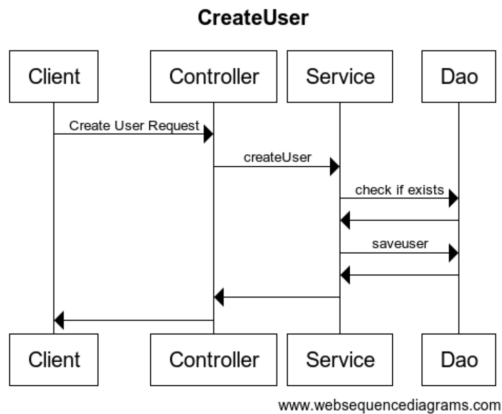 CreateUser
Client Controller Service Dao
Create User Request
createUser
check if exists
saveuser
Client Controller Service Dao
www.websequencediagrams.com